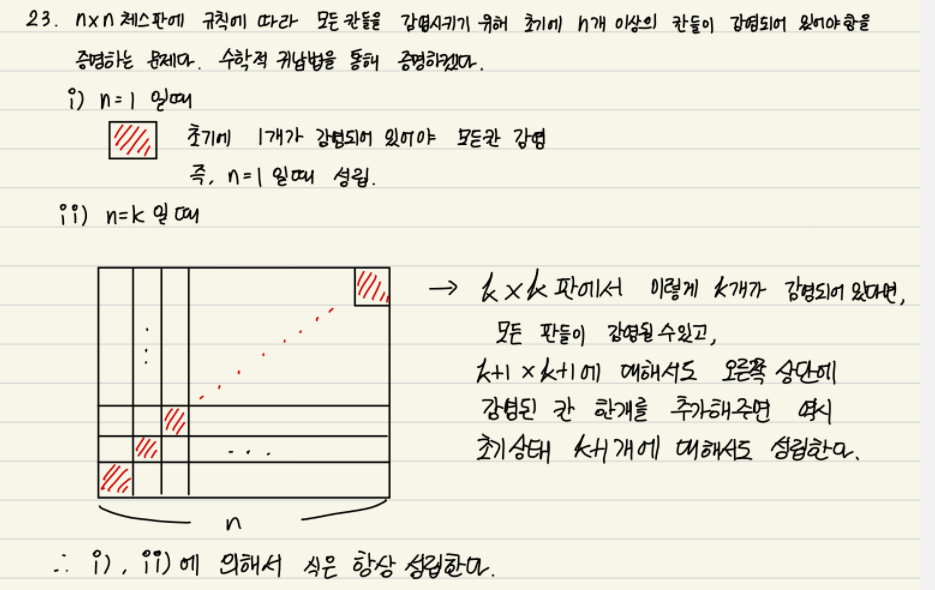 23. n×n 체스판에 규칙에 따라 모든 칸들을 감염시키기 위해 초기에 n개 이상의 칸들이 감염되어 있어야 함을
증명하는 문제다. 수학적 귀납법을 통해 증명하겠다.
i) n=1 일때
초기에 1개가 감염되어 있어야 모든칸 감염
즉, n=1 일때 성립.
ii) n=k 일때
→ k×k 판에서 이렇게 k개가 감염되어 있다면,
모든 판들이 감염될 수 있고,
k+1 × k+1에 대해서도 오른쪽 상단에
감염된 칸 한개를 추가해주면 역시
초기상태 k+1개에 대해서도 성립한다.
n
∴ i), ii)에 의해서 식은 항상 성립한다.